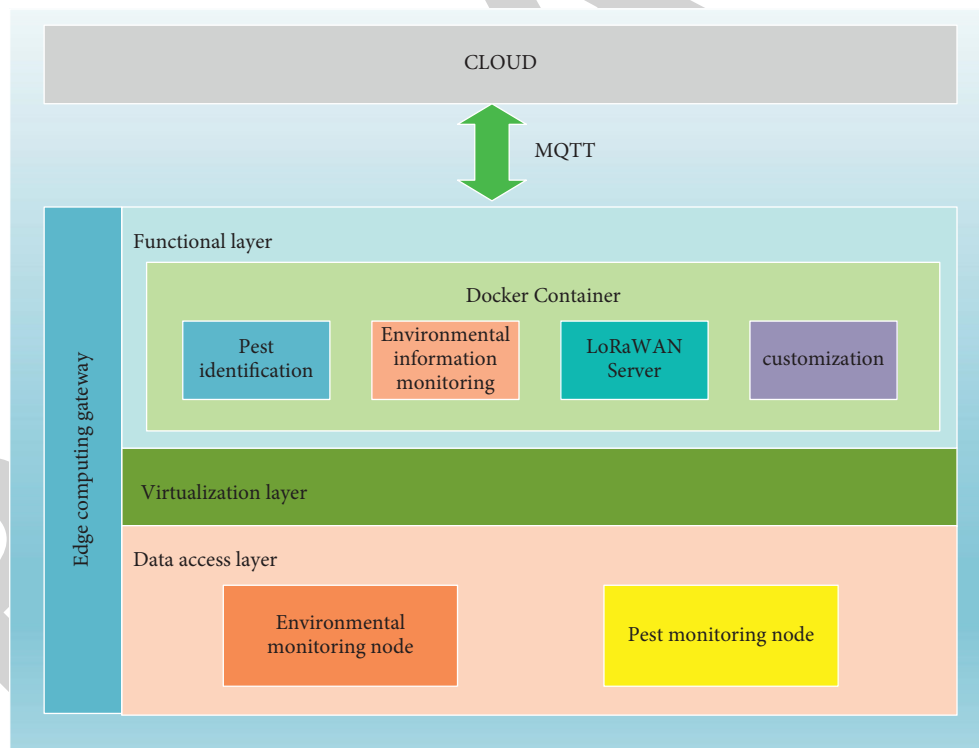 CLOUD
MQTT
Edge computing gateway
Functional layer
Docker Container
Pest
identification
Environmental
information
monitoring
LoRaWAN
Server
customization
Virtualization layer
Data access layer
Environmental
monitoring node
Pest monitoring node